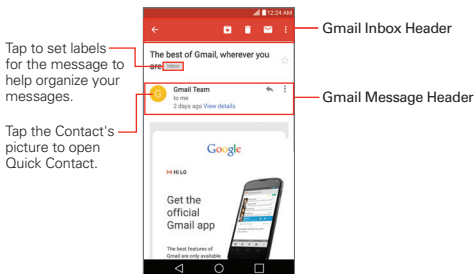 12:24 AM
Gmail Inbox Header
The best of Gmail, wherever you
are Inbox
Tap to set labels
for the message to
help organize your
messages.
G
Gmail Team
to me
2 days ago View details
Gmail Message Header
Tap the Contact's
picture to open
Quick Contact.
Google
HI LG
Get the
official
Gmail app
The best features of
Gmail are only available